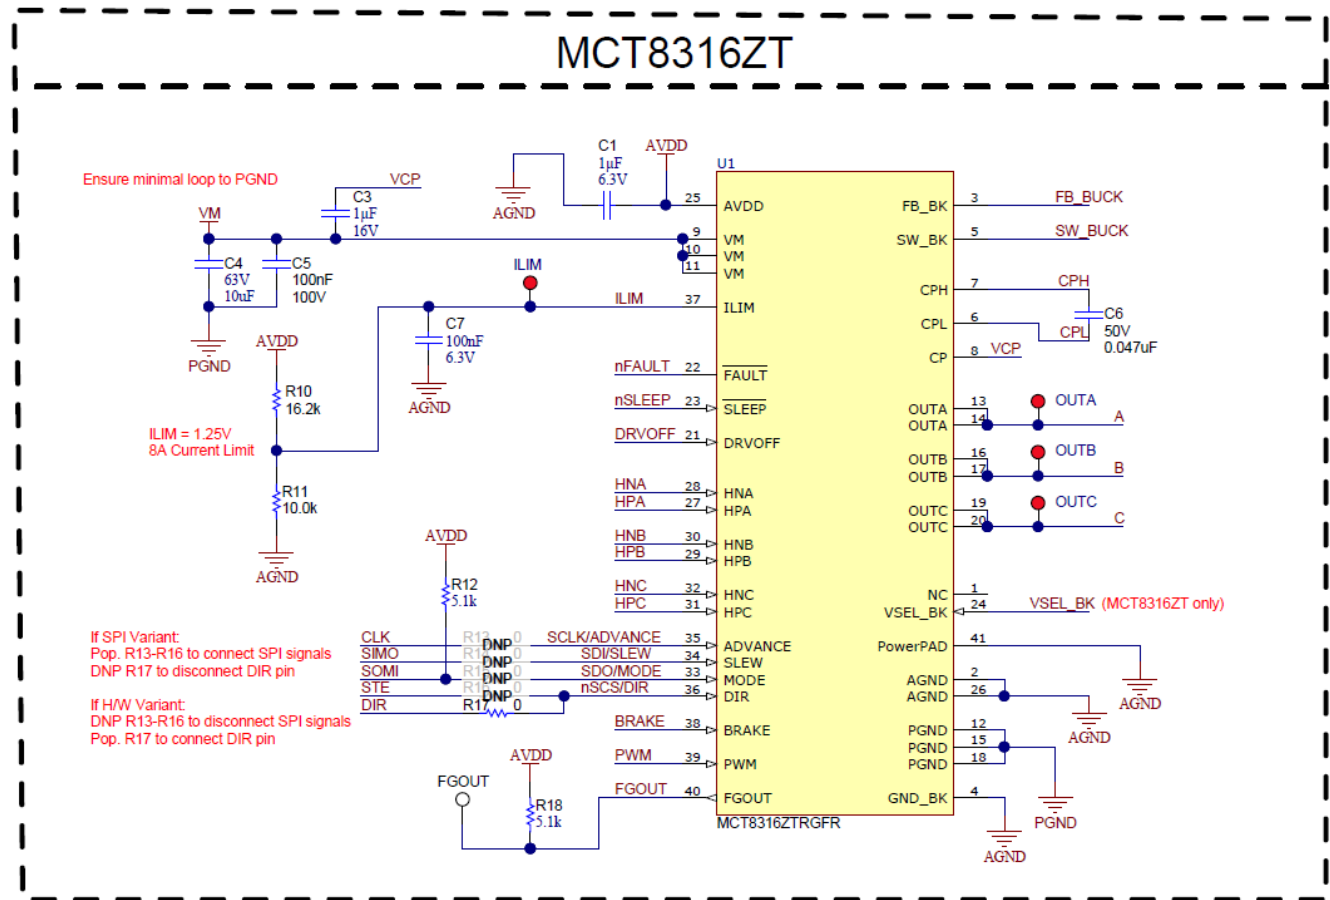 MCT8316ZT
Ensure minimal loop to PGND
VM
C4
63V
10uF
C5
100nF
100V
PGND
VCP
C3
1µF
16V
C1
1µF
6.3V
AVDD
AGND
ILIM
ILIM
C7
100nF
6.3V
AGND
AVDD
R10
16.2k
ILIM = 1.25V
8A Current Limit
R11
10.0k
AGND
AVDD
R12
5.1k
If SPI Variant:
Pop. R13-R16 to connect SPI signals
DNP R17 to disconnect DIR pin
If H/W Variant:
DNP R13-R16 to disconnect SPI signals
Pop. R17 to connect DIR pin
CLK DNP 0 SCLK/ADVANCE
SIMO DNP 0 SDI/SLEW
SOMI DNP 0 SDO/MODE
STE DNP 0 nSCS/DIR
DIR R17 0
nFAULT
nSLEEP
DRVOFF
HNA
HPA
HNB
HPB
HNC
HPC
BRAKE
PWM
FGOUT
FGOUT
AVDD
R18
5.1k
U1
25 AVDD
9 VM
10 VM
11 VM
37 ILIM
22 FAULT
23 SLEEP
21 DRVOFF
28 HNA
27 HPA
30 HNB
29 HPB
32 HNC
31 HPC
35 ADVANCE
34 SLEW
33 MODE
36 DIR
38 BRAKE
39 PWM
40 FGOUT
MCT8316ZTRGFR
FB_BK 3 FB_BUCK
SW_BK 5 SW_BUCK
CPH 7 CPH
CPL 6 CPL
C6
50V
0.047uF
CP 8 VCP
OUTA 13
OUTA 14
OUTA
A
OUTB 16
OUTB 17
OUTB
B
OUTC 19
OUTC 20
OUTC
C
NC 1
VSEL_BK 24 VSEL_BK (MCT8316ZT only)
PowerPAD 41
AGND
AGND 2
AGND 26
AGND
PGND 12
PGND 15
PGND 18
PGND
GND_BK 4
AGND